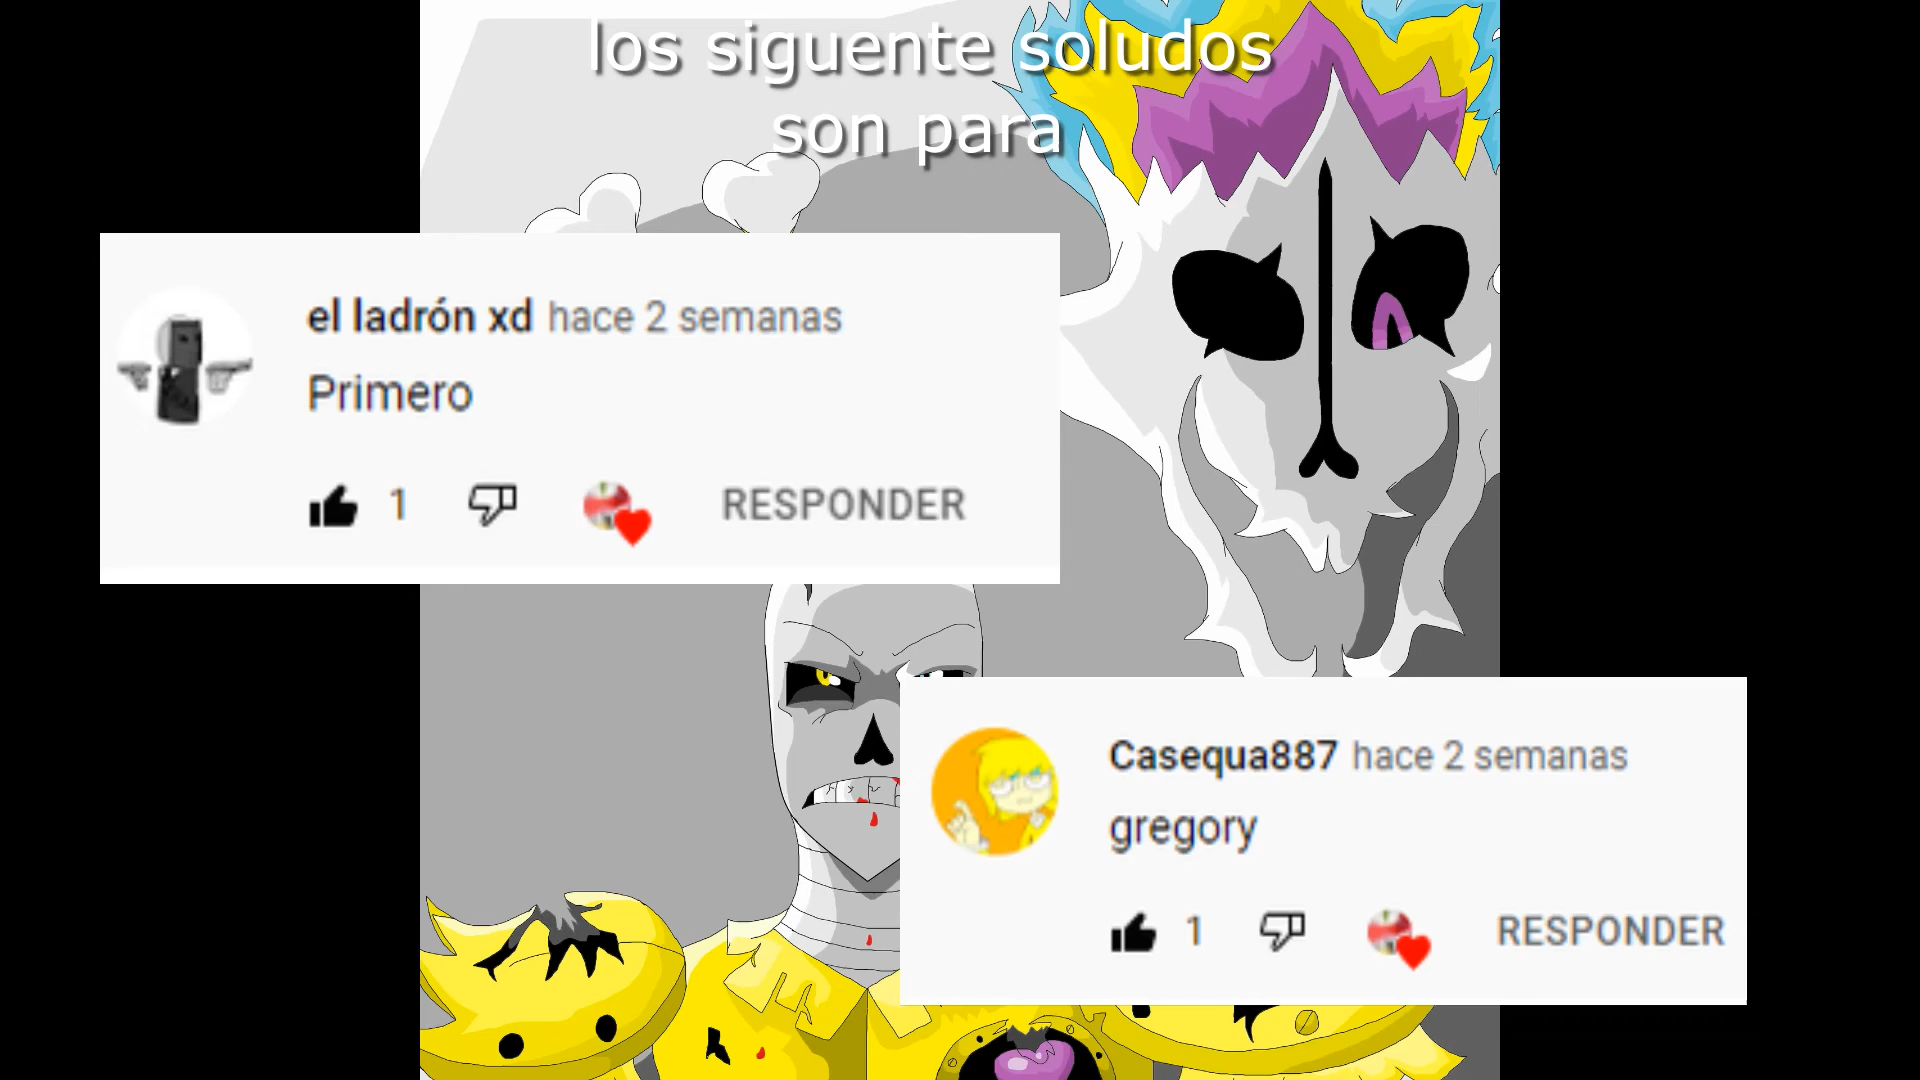 los siguente soludos
son para
el ladrón xd hace 2 semanas
Primero
1 RESPONDER
Casequa887 hace 2 semanas
gregory
1 RESPONDER